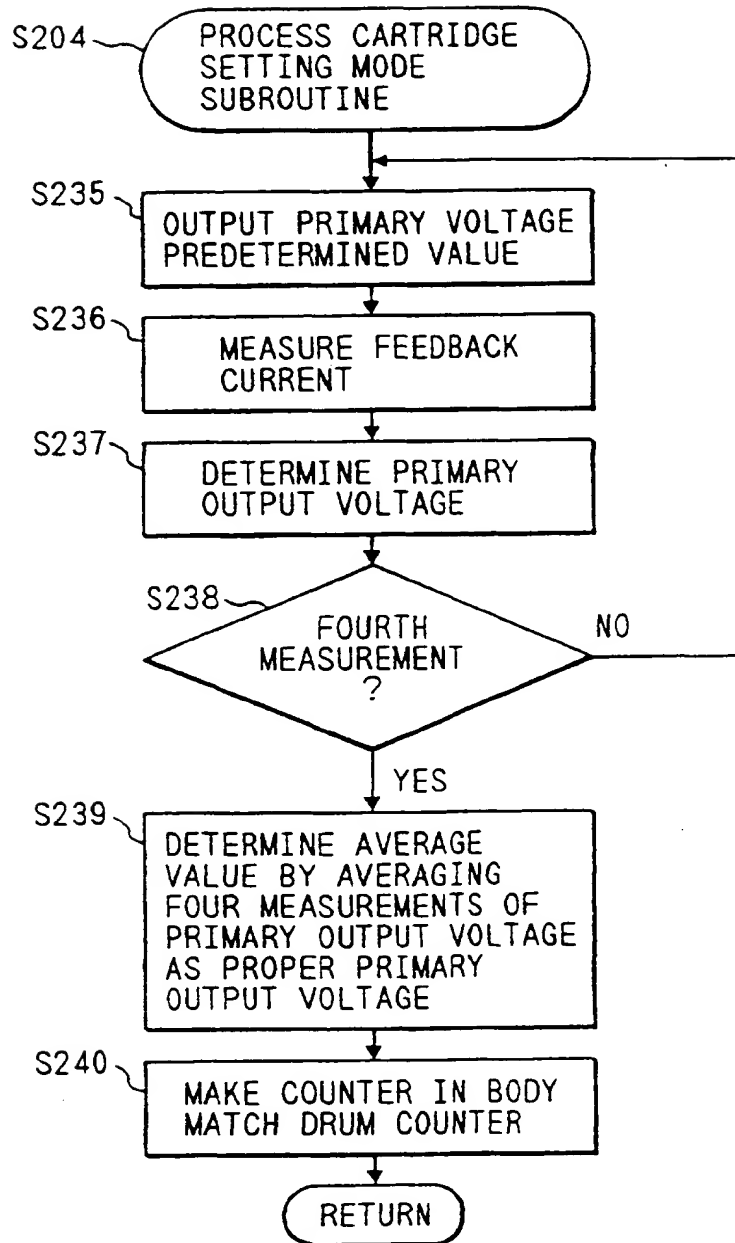 S204
PROCESS CARTRIDGE
SETTING MODE
SUBROUTINE
S235
OUTPUT PRIMARY VOLTAGE
PREDETERMINED VALUE
S236
MEASURE FEEDBACK
CURRENT
S237
DETERMINE PRIMARY
OUTPUT VOLTAGE
S238
FOURTH
MEASUREMENT
?
NO
YES
S239
DETERMINE AVERAGE
VALUE BY AVERAGING
FOUR MEASUREMENTS OF
PRIMARY OUTPUT VOLTAGE
AS PROPER PRIMARY
OUTPUT VOLTAGE
S240
MAKE COUNTER IN BODY
MATCH DRUM COUNTER
RETURN